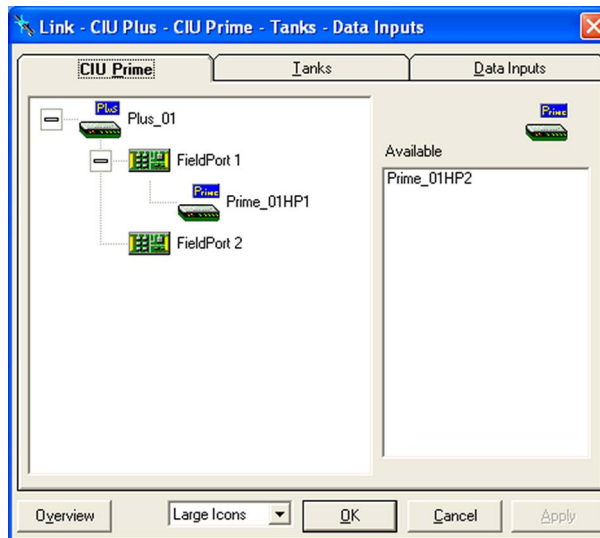 Link - CIU Plus - CIU Prime - Tanks - Data Inputs
CIU Prime Tanks Data Inputs
Plus
Plus_01
FieldPort 1
Prime
Prime_01HP1
FieldPort 2
Prime
Available
Prime_01HP2
Overview Large Icons OK Cancel Apply